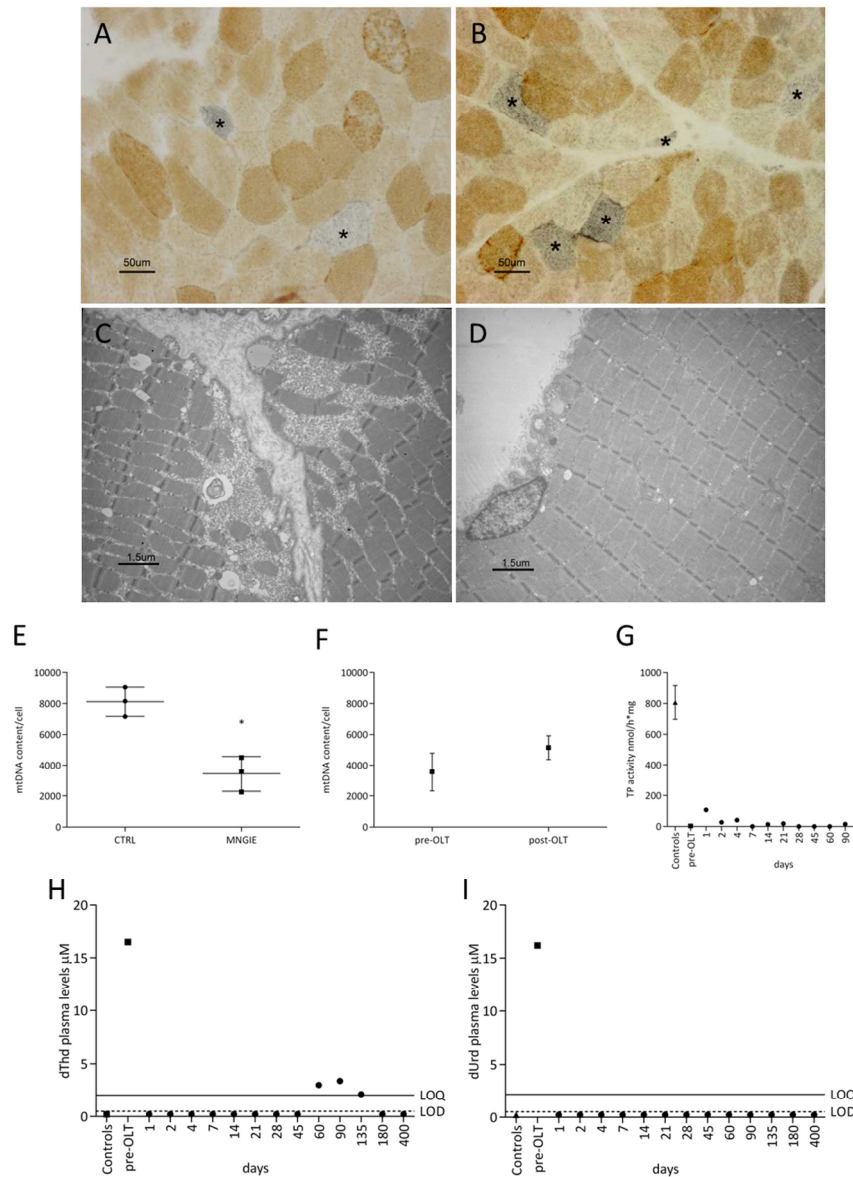 A
B
*
*
*
*
*
*
*
50um
50um
C
D
1.5um
1.5um
E
F
G
mtDNA content/cell
10000
8000
6000
4000
2000
0
*
CTRL
MNGIE
mtDNA content/cell
10000
8000
6000
4000
2000
0
pre-OLT
post-OLT
TP activity nmol/h*mg
1000
800
600
400
200
0
Controls
pre-OLT
1
2
4
7
14
21
28
45
60
90
days
H
I
dThd plasma levels µM
20
15
10
5
0
LOQ
LOD
Controls
pre-OLT
1
2
4
7
14
21
28
45
60
90
135
180
400
days
dUrd plasma levels µM
20
15
10
5
0
LOQ
LOD
Controls
pre-OLT
1
2
4
7
14
21
28
45
60
90
135
180
400
days